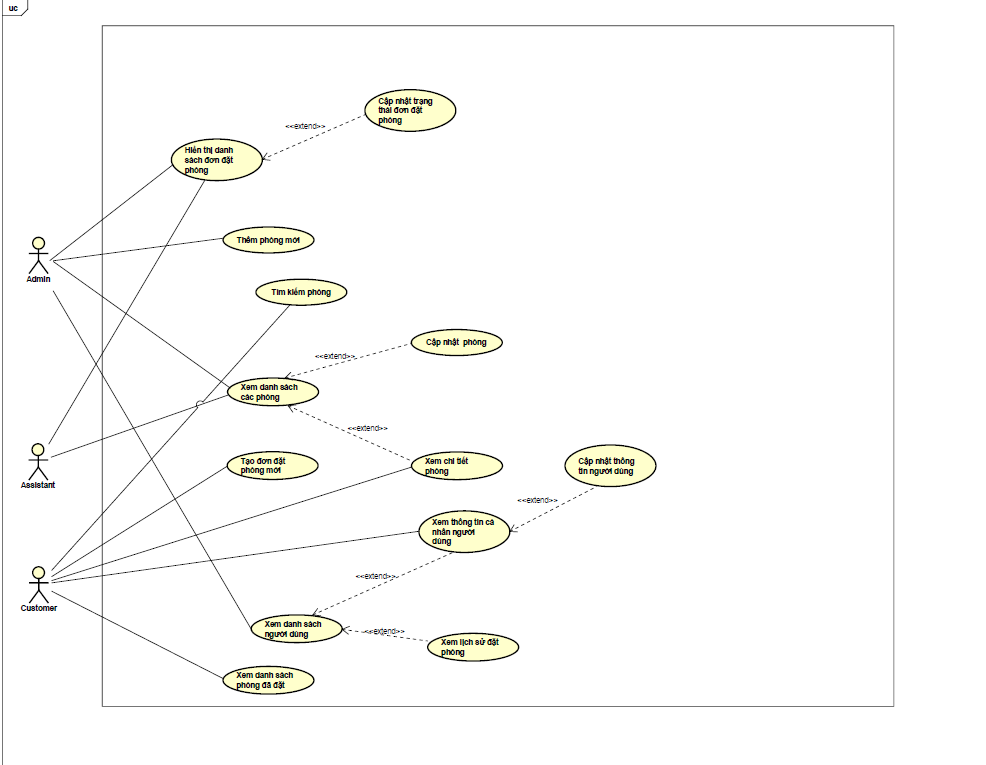 uc
Cập nhật trạng
thái đơn đặt
phòng
<<extend>>
Hiển thị danh
sách đơn đặt
phòng
Thêm phòng mới
Admin
Tìm kiếm phòng
Cập nhật phòng
<<extend>>
Xem danh sách
các phòng
<<extend>>
Assistant
Tạo đơn đặt
phòng mới
Xem chi tiết
phòng
Cập nhật thông
tin người dùng
<<extend>>
Xem thông tin cá
nhân người
dùng
<<extend>>
Customer
Xem danh sách
người dùng
<<extend>>
Xem lịch sử đặt
phòng
Xem danh sách
phòng đã đặt